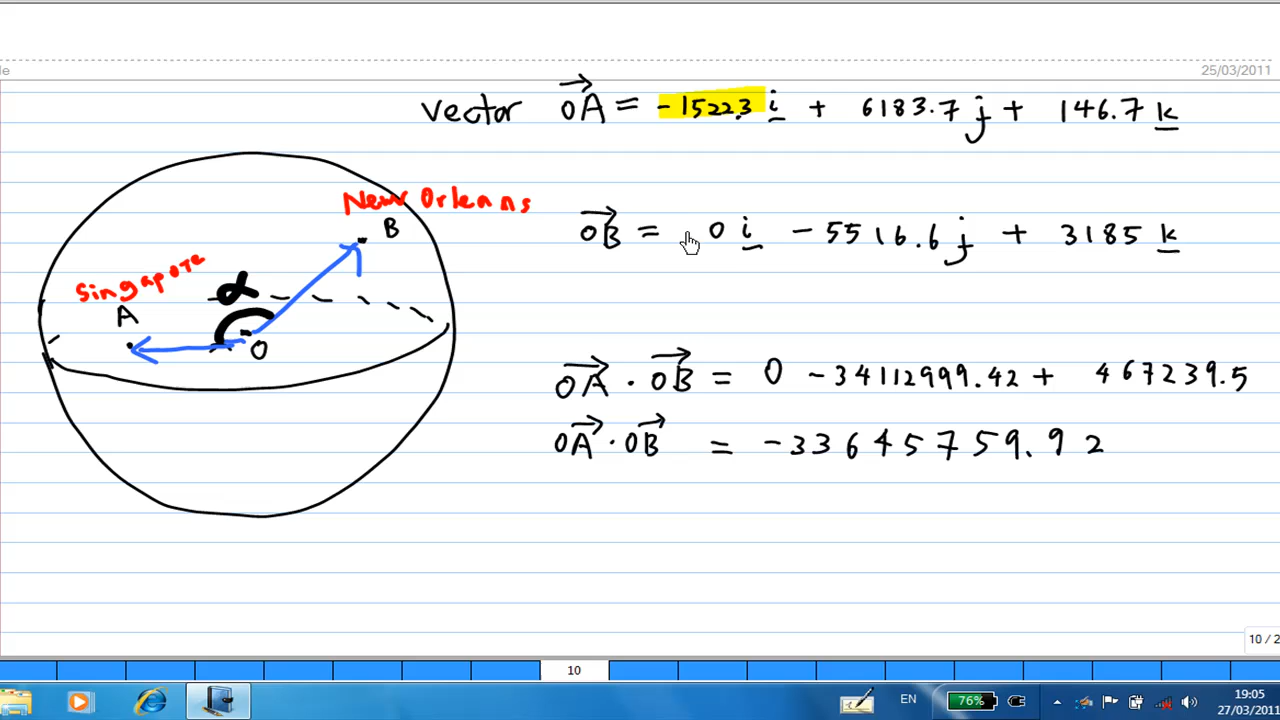 le
25/03/2011
vector OA = -1522.3 i + 6183.7 j + 146.7 k
New Orleans
B
OB = 0 i - 5516.6 j + 3185 k
Singapore
A
α
O
OA · OB = 0 - 34112999.42 + 467239.5
OA · OB = -33645759.92
10 / 2
10
EN
76%
19:05
27/03/2011